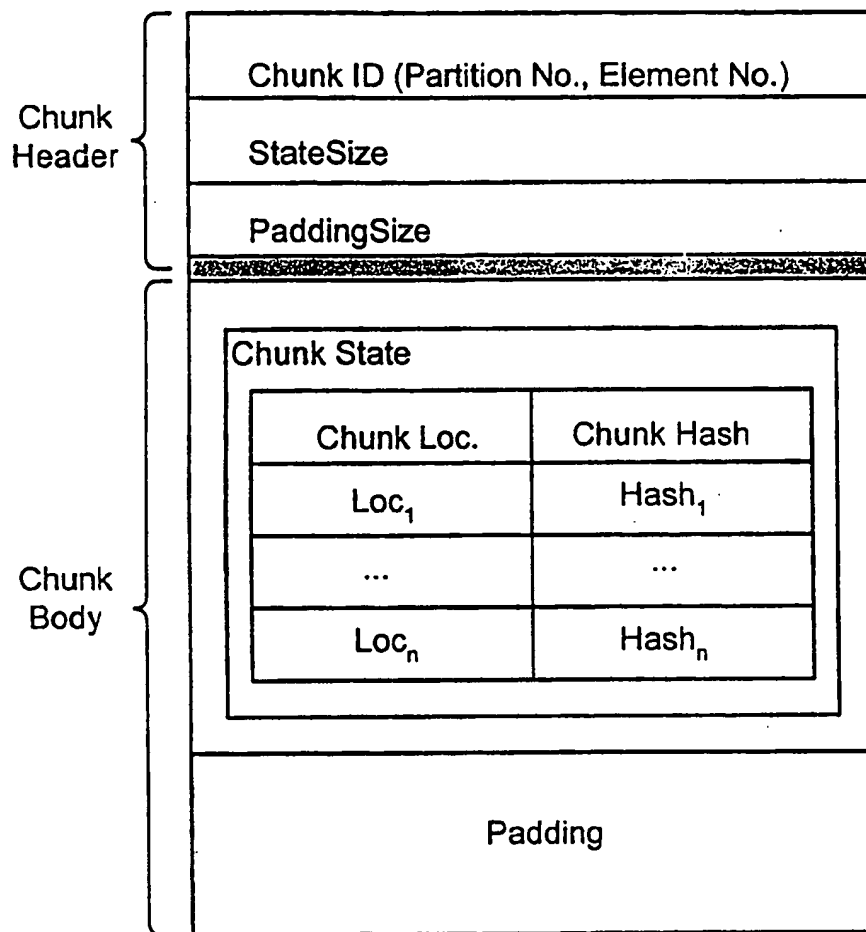 Chunk ID (Partition No., Element No.)
Chunk
Header
StateSize
PaddingSize
Chunk State
Chunk Loc. Chunk Hash
Loc₁ Hash₁
... ...
Locₙ Hashₙ
Chunk
Body
Padding